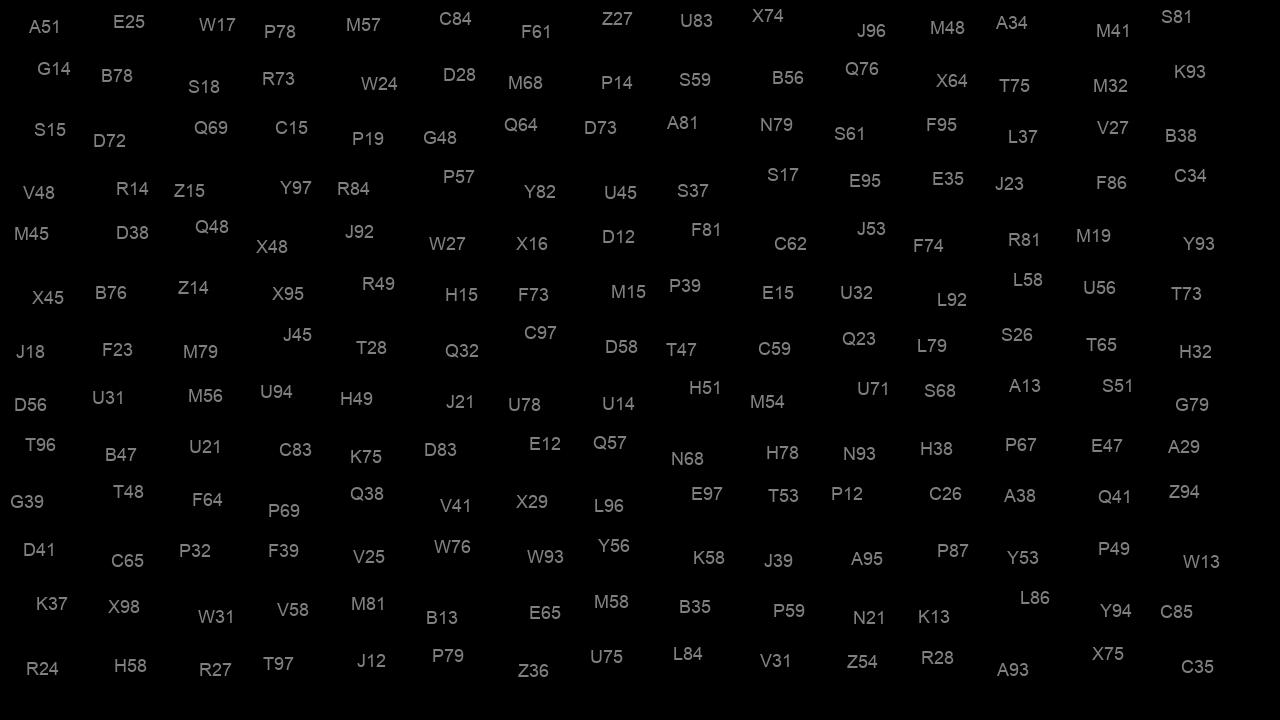 A51 E25 W17 P78 M57 C84 F61 Z27 U83 X74 J96 M48 A34 M41 S81
G14 B78 S18 R73 W24 D28 M68 P14 S59 B56 Q76 X64 T75 M32 K93
S15 D72 Q69 C15 P19 G48 Q64 D73 A81 N79 S61 F95 L37 V27 B38
V48 R14 Z15 Y97 R84 P57 Y82 U45 S37 S17 E95 E35 J23 F86 C34
M45 D38 Q48 X48 J92 W27 X16 D12 F81 C62 J53 F74 R81 M19 Y93
X45 B76 Z14 X95 R49 H15 F73 M15 P39 E15 U32 L92 L58 U56 T73
J18 F23 M79 J45 T28 Q32 C97 D58 T47 C59 Q23 L79 S26 T65 H32
D56 U31 M56 U94 H49 J21 U78 U14 H51 M54 U71 S68 A13 S51 G79
T96 B47 U21 C83 K75 D83 E12 Q57 N68 H78 N93 H38 P67 E47 A29
G39 T48 F64 P69 Q38 V41 X29 L96 E97 T53 P12 C26 A38 Q41 Z94
D41 C65 P32 F39 V25 W76 W93 Y56 K58 J39 A95 P87 Y53 P49 W13
K37 X98 W31 V58 M81 B13 E65 M58 B35 P59 N21 K13 L86 Y94 C85
R24 H58 R27 T97 J12 P79 Z36 U75 L84 V31 Z54 R28 A93 X75 C35